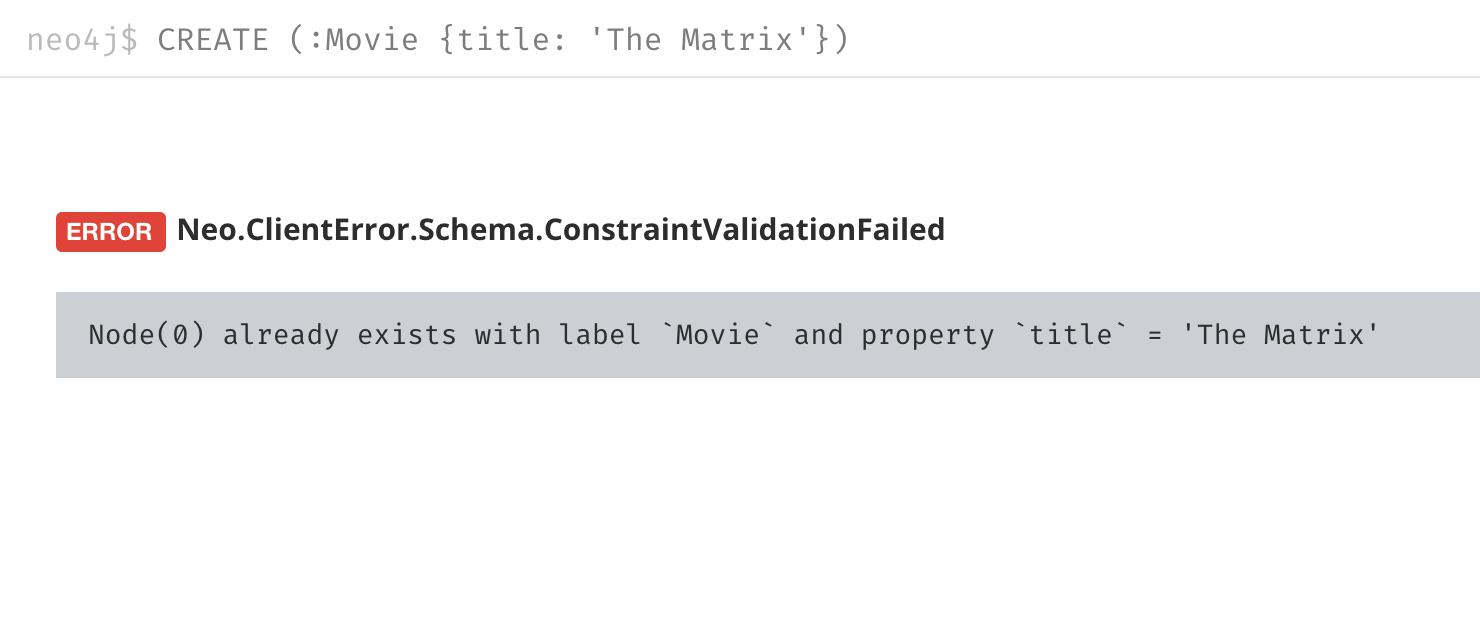 neo4j$ CREATE (:Movie {title: 'The Matrix'})
ERROR Neo.ClientError.Schema.ConstraintValidationFailed
Node(0) already exists with label `Movie` and property `title` = 'The Matrix'